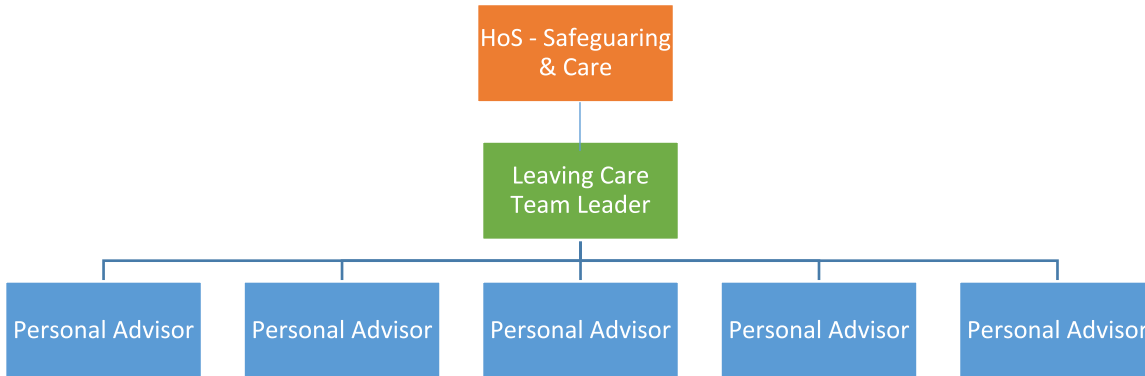 HoS - Safeguaring
& Care
Leaving Care
Team Leader
Personal Advisor
Personal Advisor
Personal Advisor
Personal Advisor
Personal Advisor